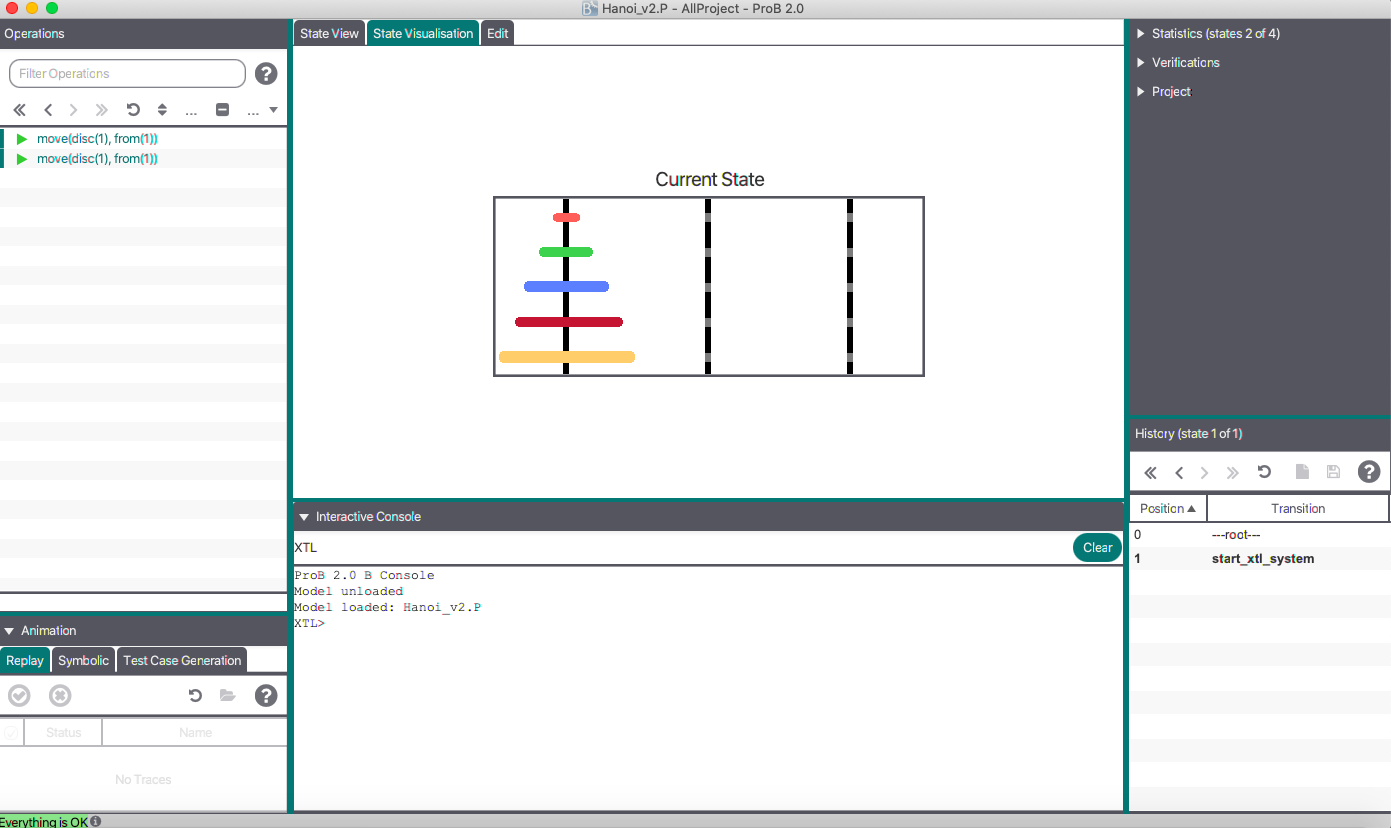 Hanoi_v2.P - AllProject - ProB 2.0
Operations
Filter Operations
?
... ...
move(disc(1), from(1))
move(disc(1), from(1))
Animation
Replay Symbolic Test Case Generation
?
Status Name
No Traces
Everything is OK
State View State Visualisation Edit
Current State
Interactive Console
XTL
Clear
ProB 2.0 B Console
Model unloaded
Model loaded: Hanoi_v2.P
XTL>
Statistics (states 2 of 4)
Verifications
Project
History (state 1 of 1)
?
Position Transition
0 ---root---
1 start_xtl_system